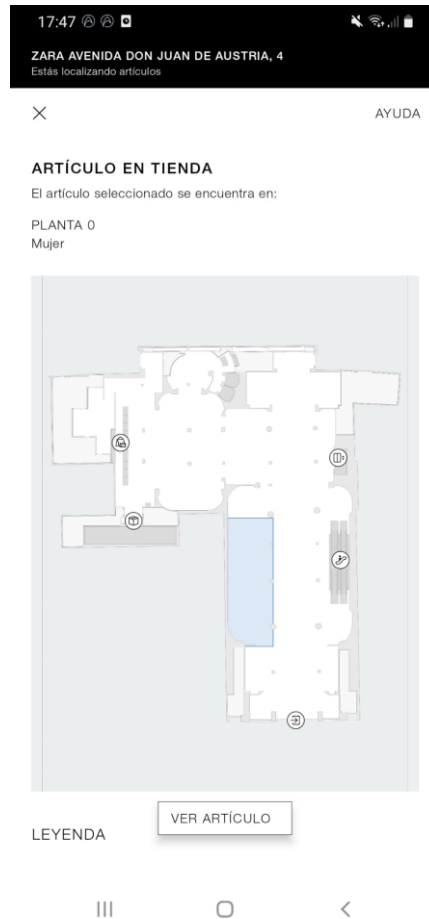 17:47
ZARA AVENIDA DON JUAN DE AUSTRIA, 4
Estás localizando artículos
AYUDA
ARTÍCULO EN TIENDA
El artículo seleccionado se encuentra en:
PLANTA 0
Mujer
VER ARTÍCULO
LEYENDA